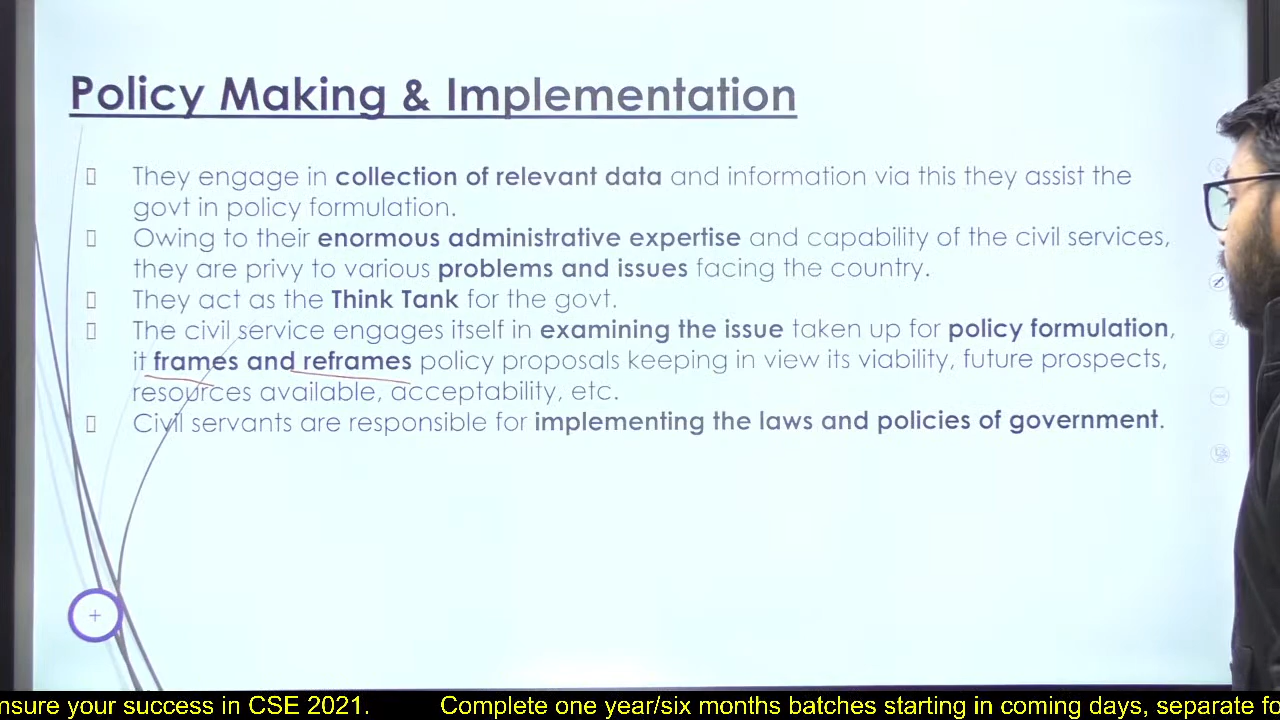 Policy Making & Implementation
They engage in collection of relevant data and information via this they assist the
govt in policy formulation.
Owing to their enormous administrative expertise and capability of the civil services,
they are privy to various problems and issues facing the country.
They act as the Think Tank for the govt.
The civil service engages itself in examining the issue taken up for policy formulation,
it frames and reframes policy proposals keeping in view its viability, future prospects,
resources available, acceptability, etc.
Civil servants are responsible for implementing the laws and policies of government.
+
nsure your success in CSE 2021. Complete one year/six months batches starting in coming days, separate fo